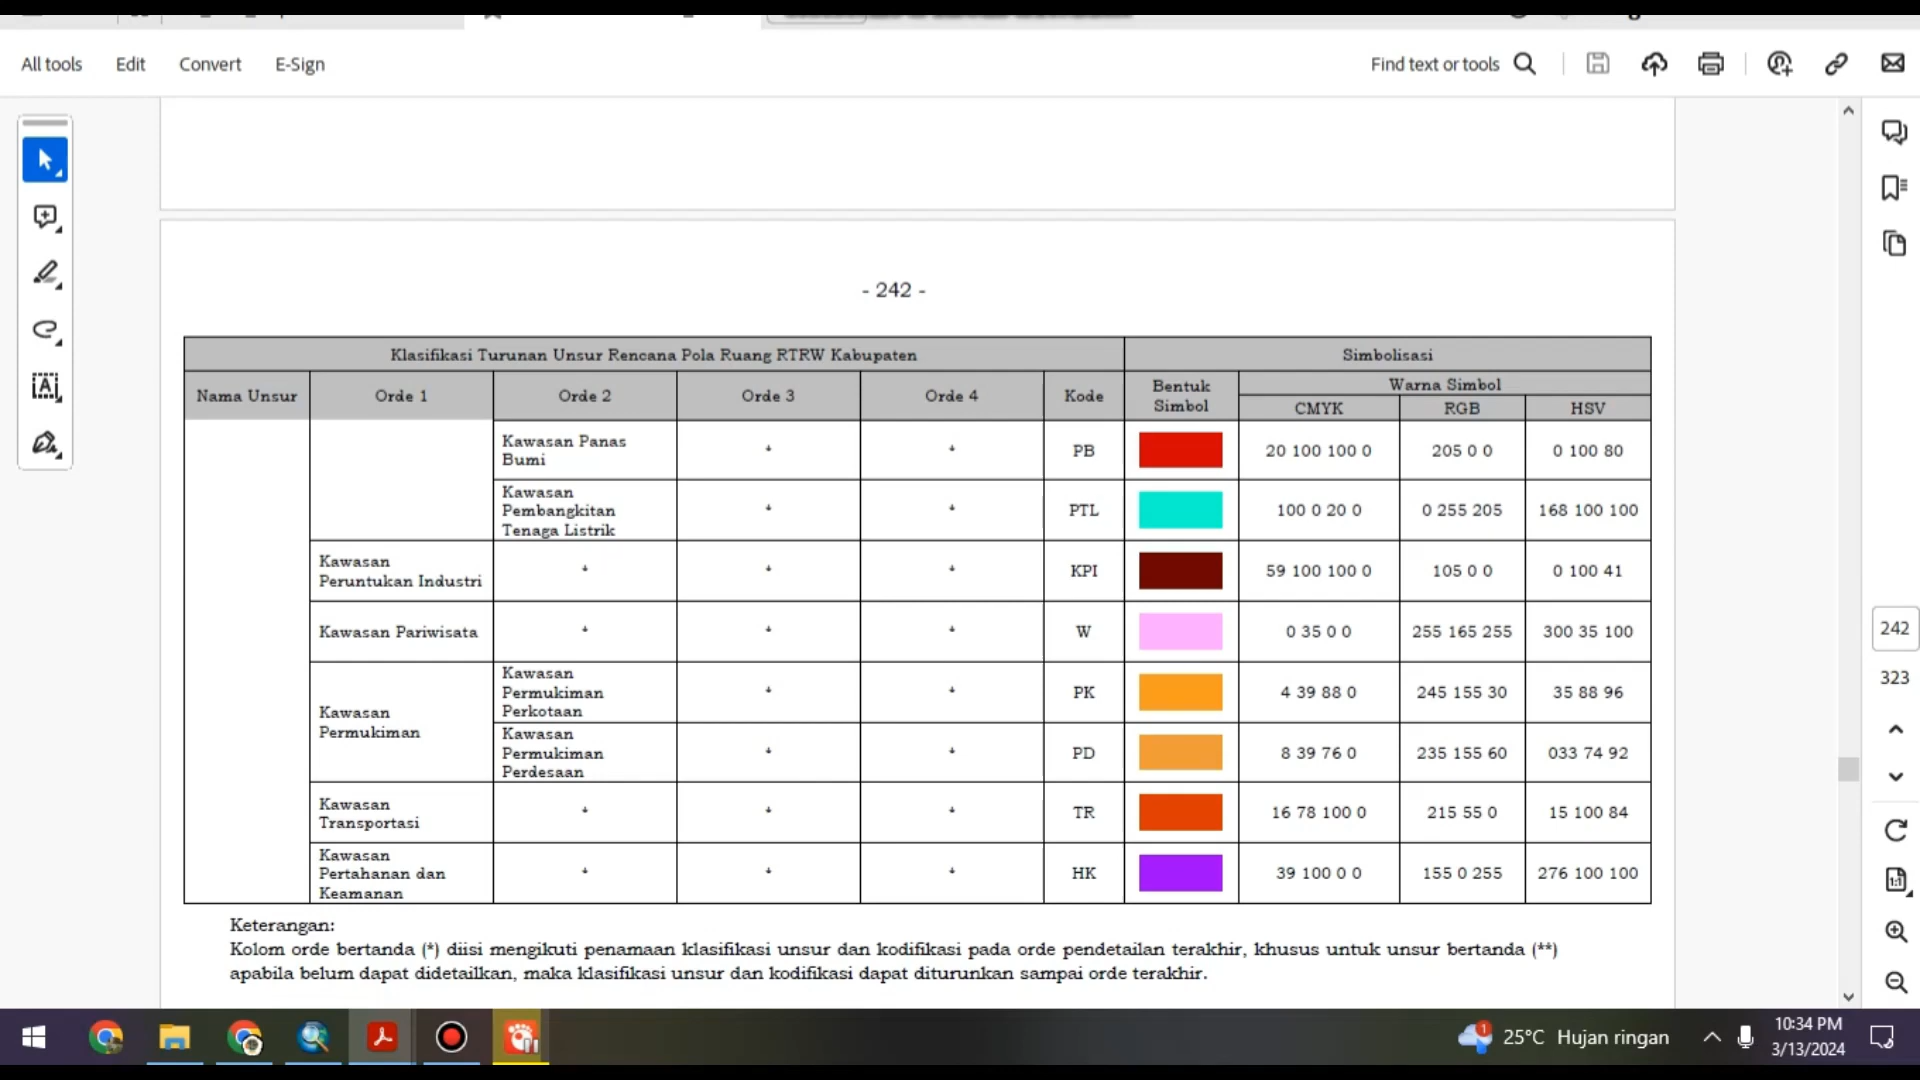 All tools Edit Convert E-Sign Find text or tools
- 242 -
Klasifikasi Turunan Unsur Rencana Pola Ruang RTRW Kabupaten Simbolisasi
Nama Unsur Orde 1 Orde 2 Orde 3 Orde 4 Kode Bentuk Simbol Warna Simbol
CMYK RGB HSV
Kawasan Panas Bumi * * PB 20 100 100 0 205 0 0 0 100 80
Kawasan Pembangkitan Tenaga Listrik * * PTL 100 0 20 0 0 255 205 168 100 100
Kawasan Peruntukan Industri * * * KPI 59 100 100 0 105 0 0 0 100 41
Kawasan Pariwisata * * * W 0 35 0 0 255 165 255 300 35 100
Kawasan Permukiman Kawasan Permukiman Perkotaan * * PK 4 39 88 0 245 155 30 35 88 96
Kawasan Permukiman Perdesaan * * PD 8 39 76 0 235 155 60 033 74 92
Kawasan Transportasi * * * TR 16 78 100 0 215 55 0 15 100 84
Kawasan Pertahanan dan Keamanan * * * HK 39 100 0 0 155 0 255 276 100 100
Keterangan:
Kolom orde bertanda (*) diisi mengikuti penamaan klasifikasi unsur dan kodifikasi pada orde pendetailan terakhir, khusus untuk unsur bertanda (**)
apabila belum dapat didetailkan, maka klasifikasi unsur dan kodifikasi dapat diturunkan sampai orde terakhir.
242
323
1:1
1 25°C Hujan ringan 10:34 PM
3/13/2024